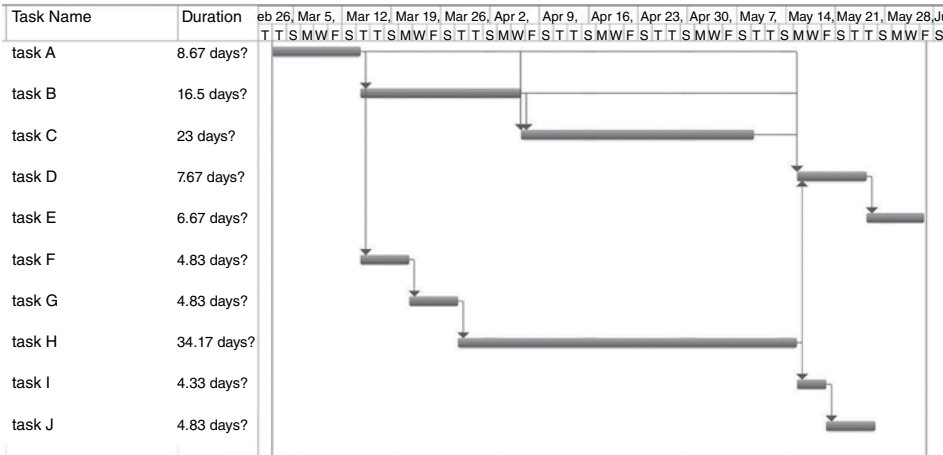 Task Name Duration eb 26, Mar 5, Mar 12, Mar 19, Mar 26, Apr 2, Apr 9, Apr 16, Apr 23, Apr 30, May 7, May 14, May 21, May 28, Ju
T T S M W F S T T S M W F S T T S M W F S T T S M W F S T T S M W F S T T S M W F S
task A 8.67 days?
task B 16.5 days?
task C 23 days?
task D 7.67 days?
task E 6.67 days?
task F 4.83 days?
task G 4.83 days?
task H 34.17 days?
task I 4.33 days?
task J 4.83 days?